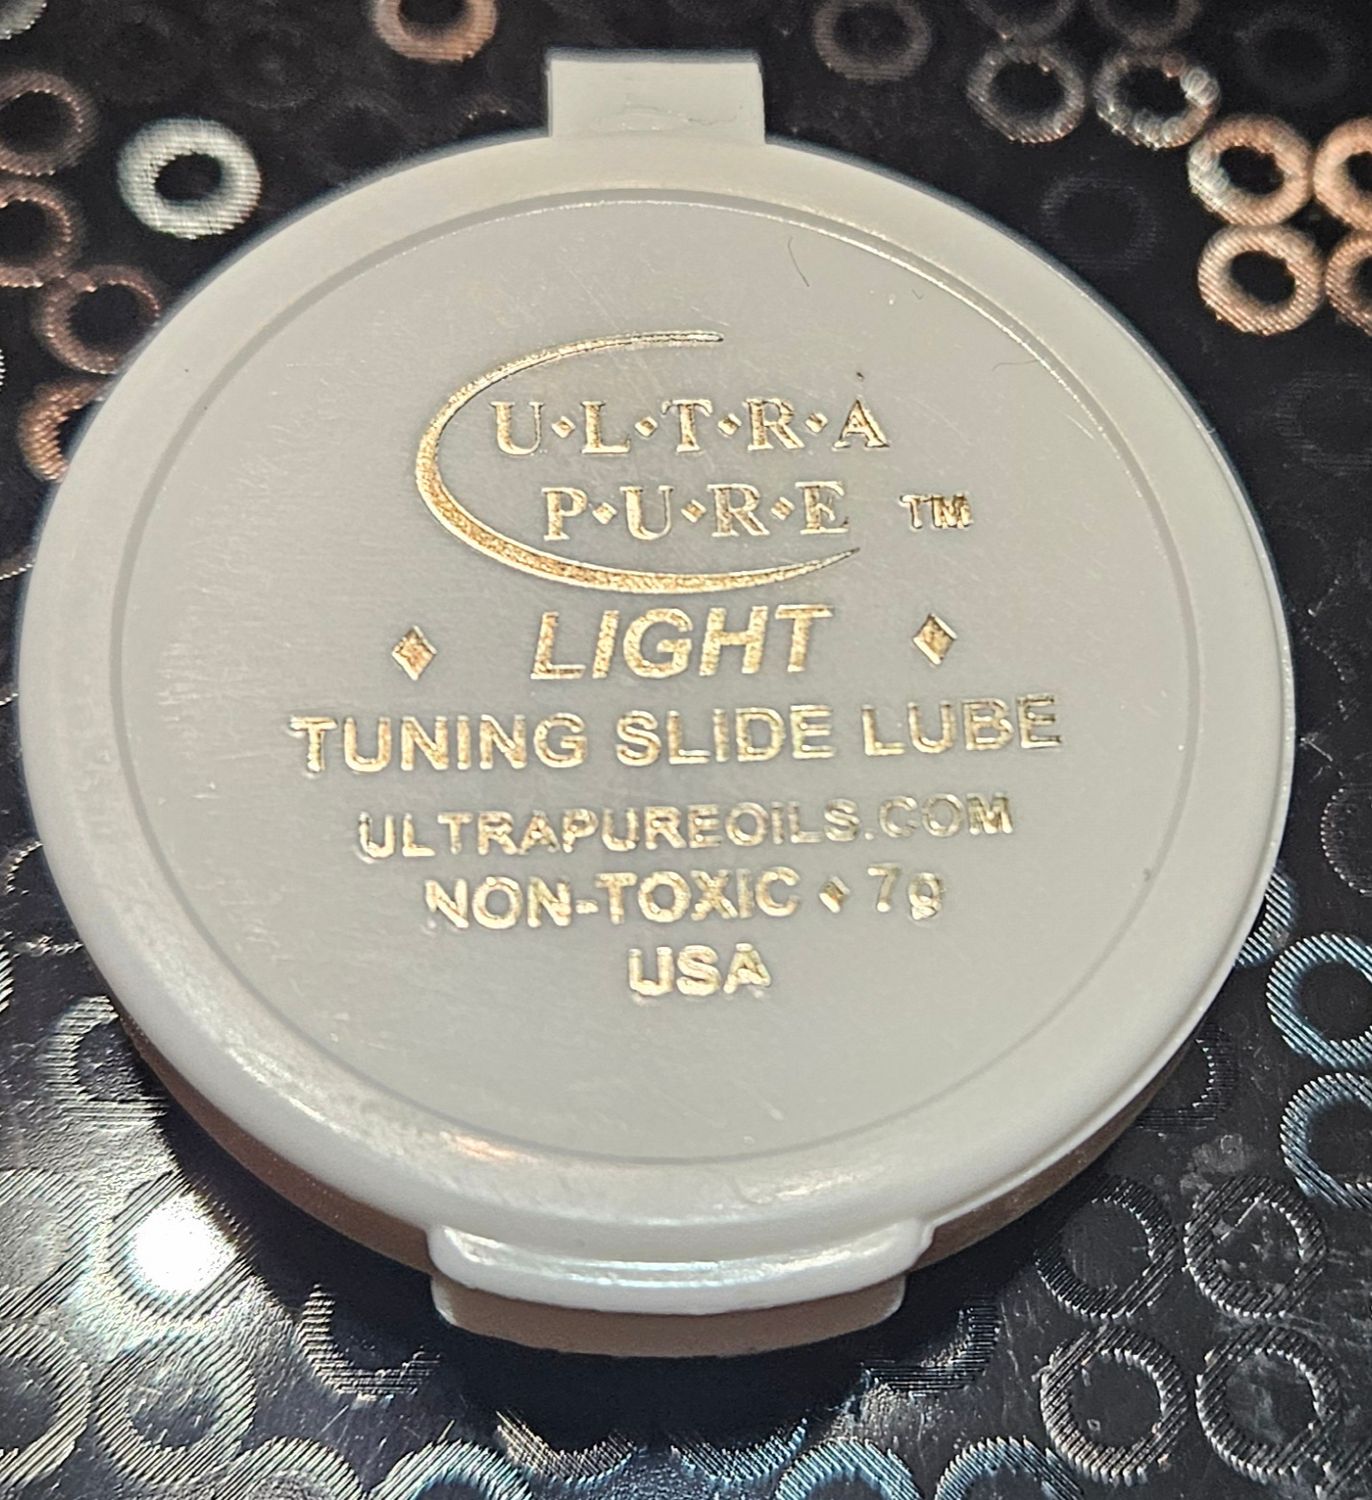 U♦L♦T♦R♦A
P♦U♦R♦E ™
♦ LIGHT ♦
TUNING SLIDE LUBE
ULTRAPUREOILS.COM
NON-TOXIC ♦ 7g
USA